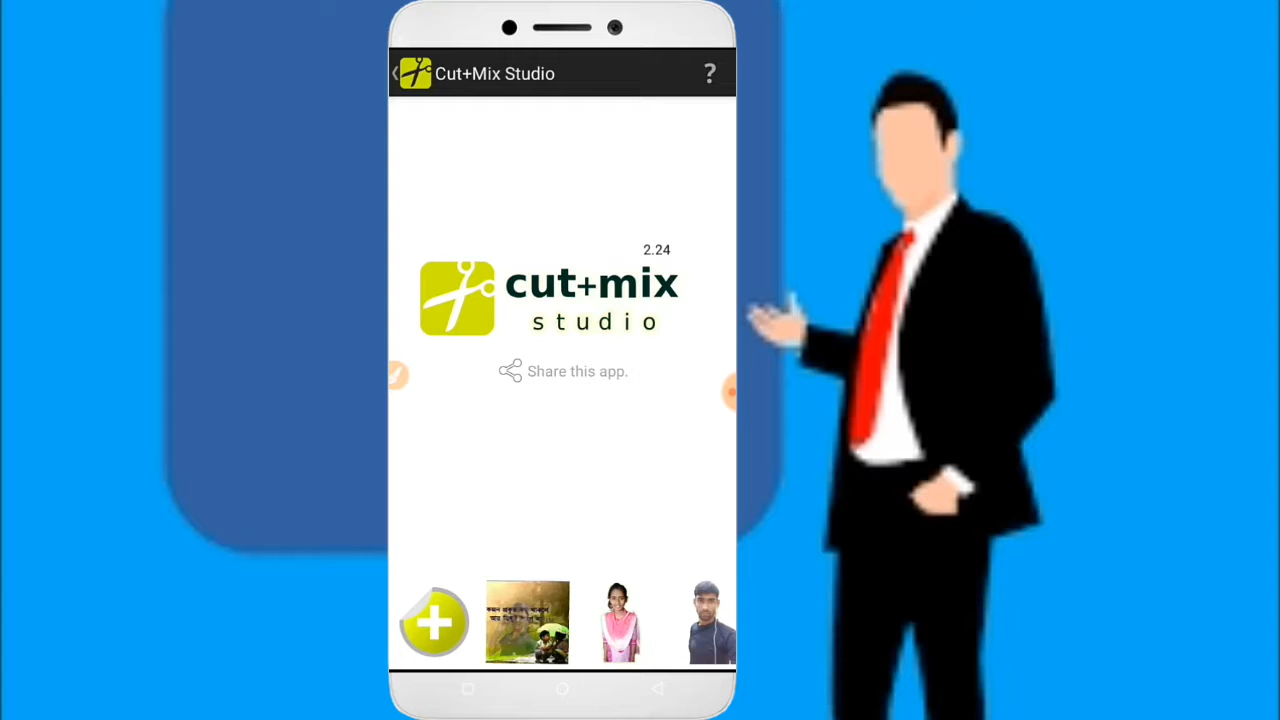 Cut+Mix Studio
?
2.24
cut+mix
studio
Share this app.